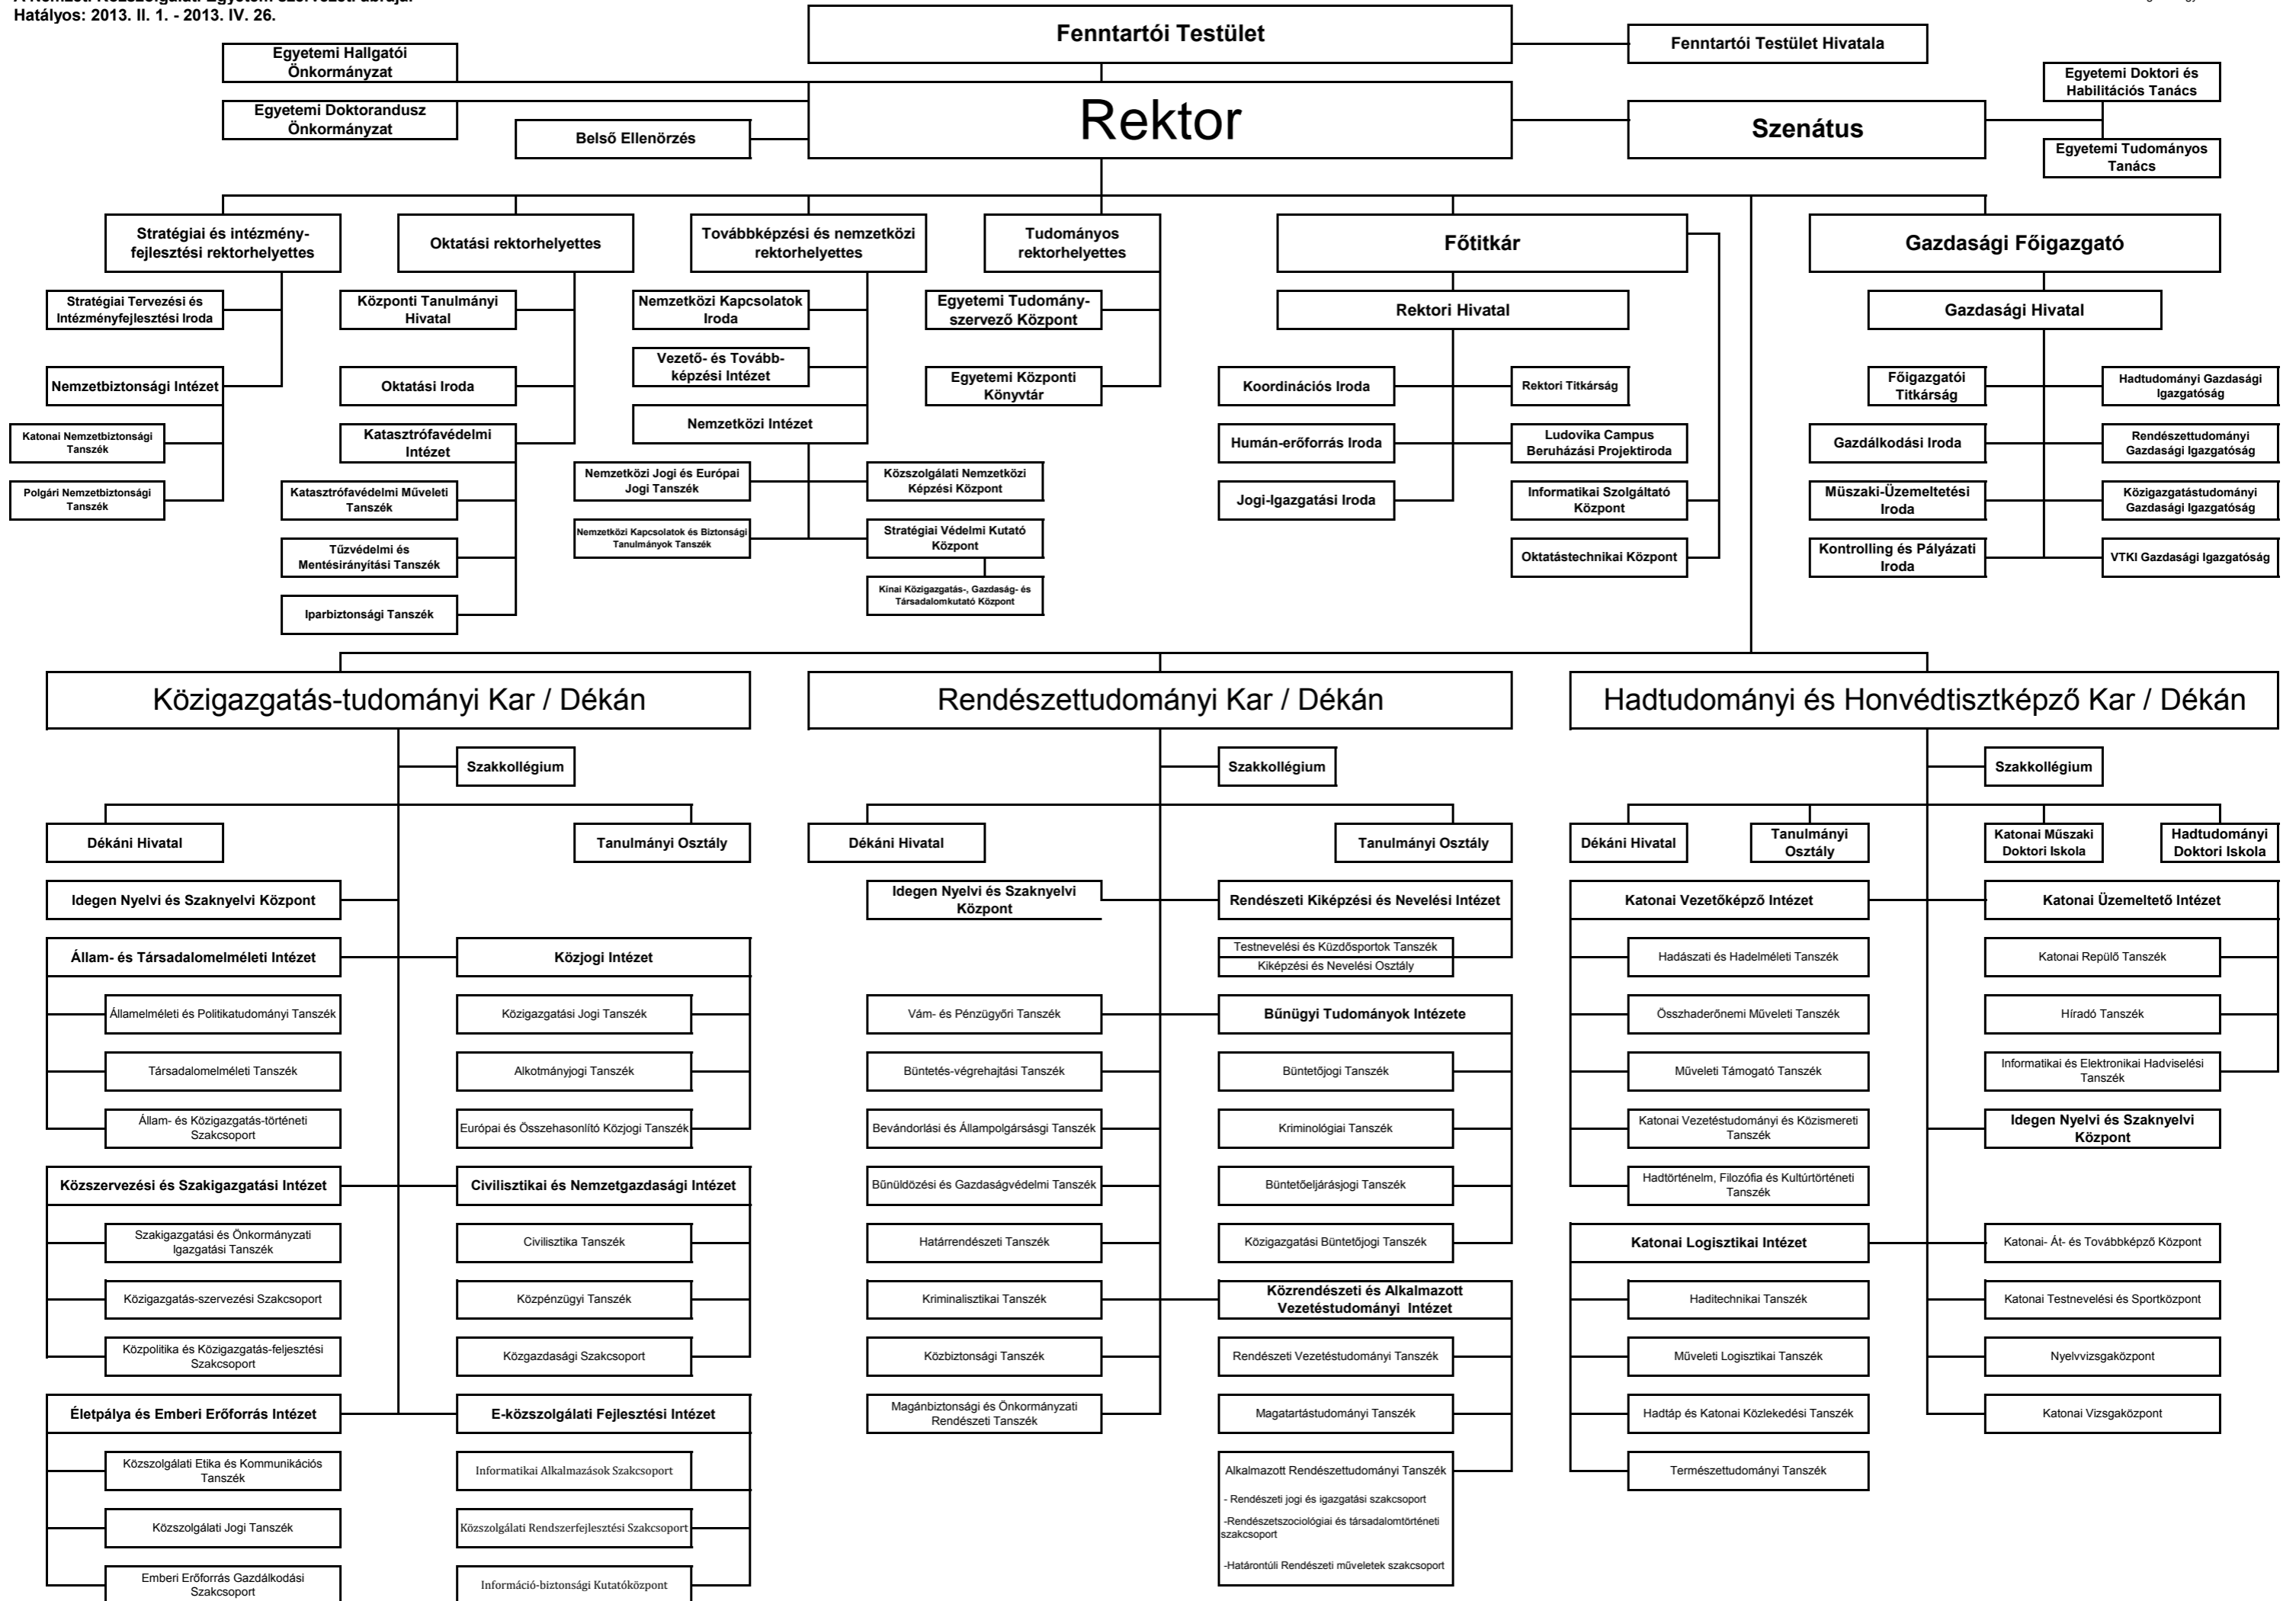 Hatályos: 2013. II. 1. - 2013. IV. 26.
Fenntartói Testület
Fenntartói Testület Hivatala
Egyetemi Hallgatói
Önkormányzat
Egyetemi Doktori és
Habilitációs Tanács
Rektor
Egyetemi Doktorandusz
Önkormányzat
Belső Ellenörzés
Szenátus
Egyetemi Tudományos
Tanács
Stratégiai és intézmény-
fejlesztési rektorhelyettes
Oktatási rektorhelyettes
Továbbképzési és nemzetközi
rektorhelyettes
Tudományos
rektorhelyettes
Főtitkár
Gazdasági Főigazgató
Stratégiai Tervezési és
Intézményfejlesztési Iroda
Központi Tanulmányi
Hivatal
Nemzetközi Kapcsolatok
Iroda
Egyetemi Tudomány-
szervező Központ
Rektori Hivatal
Gazdasági Hivatal
Vezető- és Tovább-
képzési Intézet
Nemzetbiztonsági Intézet
Oktatási Iroda
Egyetemi Központi
Könyvtár
Koordinációs Iroda
Rektori Titkárság
Főigazgatói
Titkárság
Hadtudományi Gazdasági
Igazgatóság
Nemzetközi Intézet
Katonai Nemzetbiztonsági
Tanszék
Katasztrófavédelmi
Intézet
Humán-erőforrás Iroda
Ludovika Campus
Beruházási Projektiroda
Gazdálkodási Iroda
Rendészettudományi
Gazdasági Igazgatóság
Nemzetközi Jogi és Európai
Jogi Tanszék
Közszolgálati Nemzetközi
Képzési Központ
Polgári Nemzetbiztonsági
Tanszék
Katasztrófavédelmi Műveleti
Tanszék
Jogi-Igazgatási Iroda
Informatikai Szolgáltató
Központ
Müszaki-Üzemeltetési
Iroda
Közigazgatástudományi
Gazdasági Igazgatóság
Nemzetközi Kapcsolatok és Biztonsági
Tanulmányok Tanszék
Stratégiai Védelmi Kutató
Központ
Tűzvédelmi és
Mentésirányítási Tanszék
Oktatástechnikai Központ
Kontrolling és Pályázati
Iroda
VTKI Gazdasági Igazgatóság
Kínai Közigazgatás-, Gazdaság- és
Társadalomkutató Központ
Iparbiztonsági Tanszék
Közigazgatás-tudományi Kar / Dékán
Rendészettudományi Kar / Dékán
Hadtudományi és Honvédtisztképző Kar / Dékán
Szakkollégium
Szakkollégium
Szakkollégium
Dékáni Hivatal
Tanulmányi Osztály
Dékáni Hivatal
Tanulmányi Osztály
Dékáni Hivatal
Tanulmányi
Osztály
Katonai Műszaki
Doktori Iskola
Hadtudományi
Doktori Iskola
Idegen Nyelvi és Szaknyelvi Központ
Idegen Nyelvi és Szaknyelvi
Központ
Rendészeti Kiképzési és Nevelési Intézet
Katonai Vezetőképző Intézet
Katonai Üzemeltető Intézet
Állam- és Társadalomelméleti Intézet
Közjogi Intézet
Testnevelési és Küzdősportok Tanszék
Kiképzési és Nevelési Osztály
Hadászati és Hadelméleti Tanszék
Katonai Repülő Tanszék
Államelméleti és Politikatudományi Tanszék
Közigazgatási Jogi Tanszék
Vám- és Pénzügyőri Tanszék
Bűnügyi Tudományok Intézete
Összhaderőnemi Műveleti Tanszék
Híradó Tanszék
Társadalomelméleti Tanszék
Alkotmányjogi Tanszék
Büntetés-végrehajtási Tanszék
Büntetőjogi Tanszék
Műveleti Támogató Tanszék
Informatikai és Elektronikai Hadviselési
Tanszék
Állam- és Közigazgatás-történeti
Szakcsoport
Európai és Összehasonlító Közjogi Tanszék
Bevándorlási és Állampolgársásgi Tanszék
Kriminológiai Tanszék
Katonai Vezetéstudományi és Közismereti
Tanszék
Idegen Nyelvi és Szaknyelvi
Központ
Közszervezési és Szakigazgatási Intézet
Civilisztikai és Nemzetgazdasági Intézet
Bűnüldözési és Gazdaságvédelmi Tanszék
Büntetőeljárásjogi Tanszék
Hadtörténelm, Filozófia és Kultúrtörténeti
Tanszék
Szakigazgatási és Önkormányzati
Igazgatási Tanszék
Civilisztika Tanszék
Határrendészeti Tanszék
Közigazgatási Büntetőjogi Tanszék
Katonai Logisztikai Intézet
Katonai- Át- és Továbbképző Központ
Közigazgatás-szervezési Szakcsoport
Közpénzügyi Tanszék
Kriminalisztikai Tanszék
Közrendészeti és Alkalmazott
Vezetéstudományi Intézet
Haditechnikai Tanszék
Katonai Testnevelési és Sportközpont
Közpolitika és Közigazgatás-feljesztési
Szakcsoport
Közgazdasági Szakcsoport
Közbiztonsági Tanszék
Rendészeti Vezetéstudományi Tanszék
Műveleti Logisztikai Tanszék
Nyelvvizsgaközpont
Életpálya és Emberi Erőforrás Intézet
E-közszolgálati Fejlesztési Intézet
Magánbiztonsági és Önkormányzati
Rendészeti Tanszék
Magatartástudományi Tanszék
Hadtáp és Katonai Közlekedési Tanszék
Katonai Vizsgaközpont
Közszolgálati Etika és Kommunikációs
Tanszék
Informatikai Alkalmazások Szakcsoport
Alkalmazott Rendészettudományi Tanszék
- Rendészeti jogi és igazgatási szakcsoport
-Rendészetszociológiai és társadalomtörténeti
szakcsoport
-Határontúli Rendészeti műveletek szakcsoport
Természettudományi Tanszék
Közszolgálati Jogi Tanszék
Közszolgálati Rendszerfejlesztési Szakcsoport
Emberi Erőforrás Gazdálkodási
Szakcsoport
Információ-biztonsági Kutatóközpont